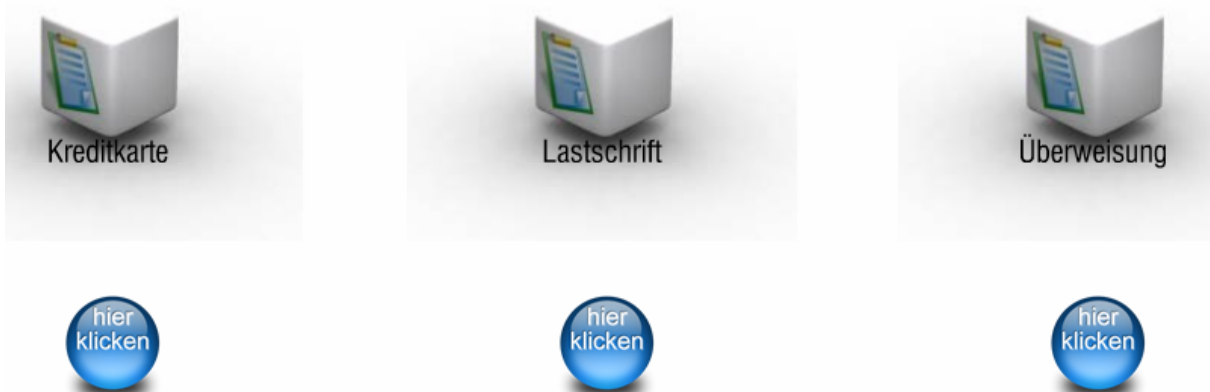 Kreditkarte
Lastschrift
Überweisung
hier
klicken
hier
klicken
hier
klicken